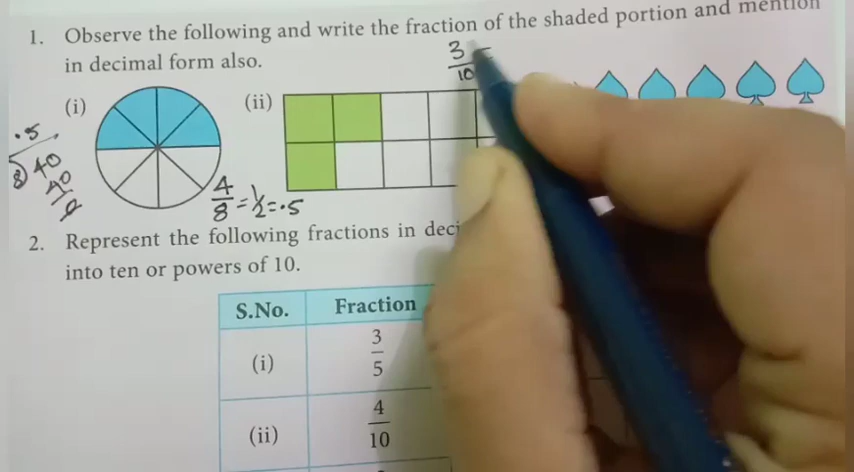 1. Observe the following and write the fraction of the shaded portion and mention
in decimal form also.
3/10 =
(i)
(ii)
.5
8)40
40
0
4/8 = 1/2 = .5
2. Represent the following fractions in deci
into ten or powers of 10.
S.No. Fraction
(i) 3/5
(ii) 4/10